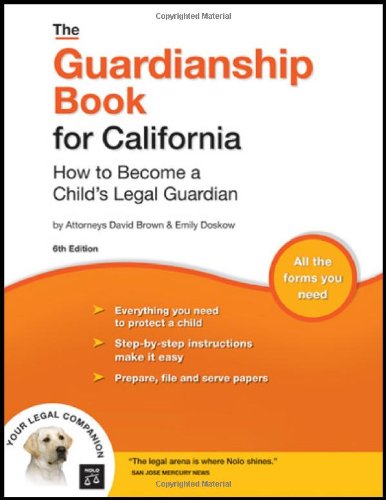 Copyrighted Material
The
Guardianship
Book
for California
How to Become a
Child's Legal Guardian
by Attorneys David Brown & Emily Doskow
6th Edition
All the
forms you
need
Everything you need
to protect a child
Step-by-step instructions
make it easy
Prepare, file and serve papers
YOUR LEGAL COMPANION
NOLO
"The legal arena is where Nolo shines."
SAN JOSE MERCURY NEWS
Copyrighted Material